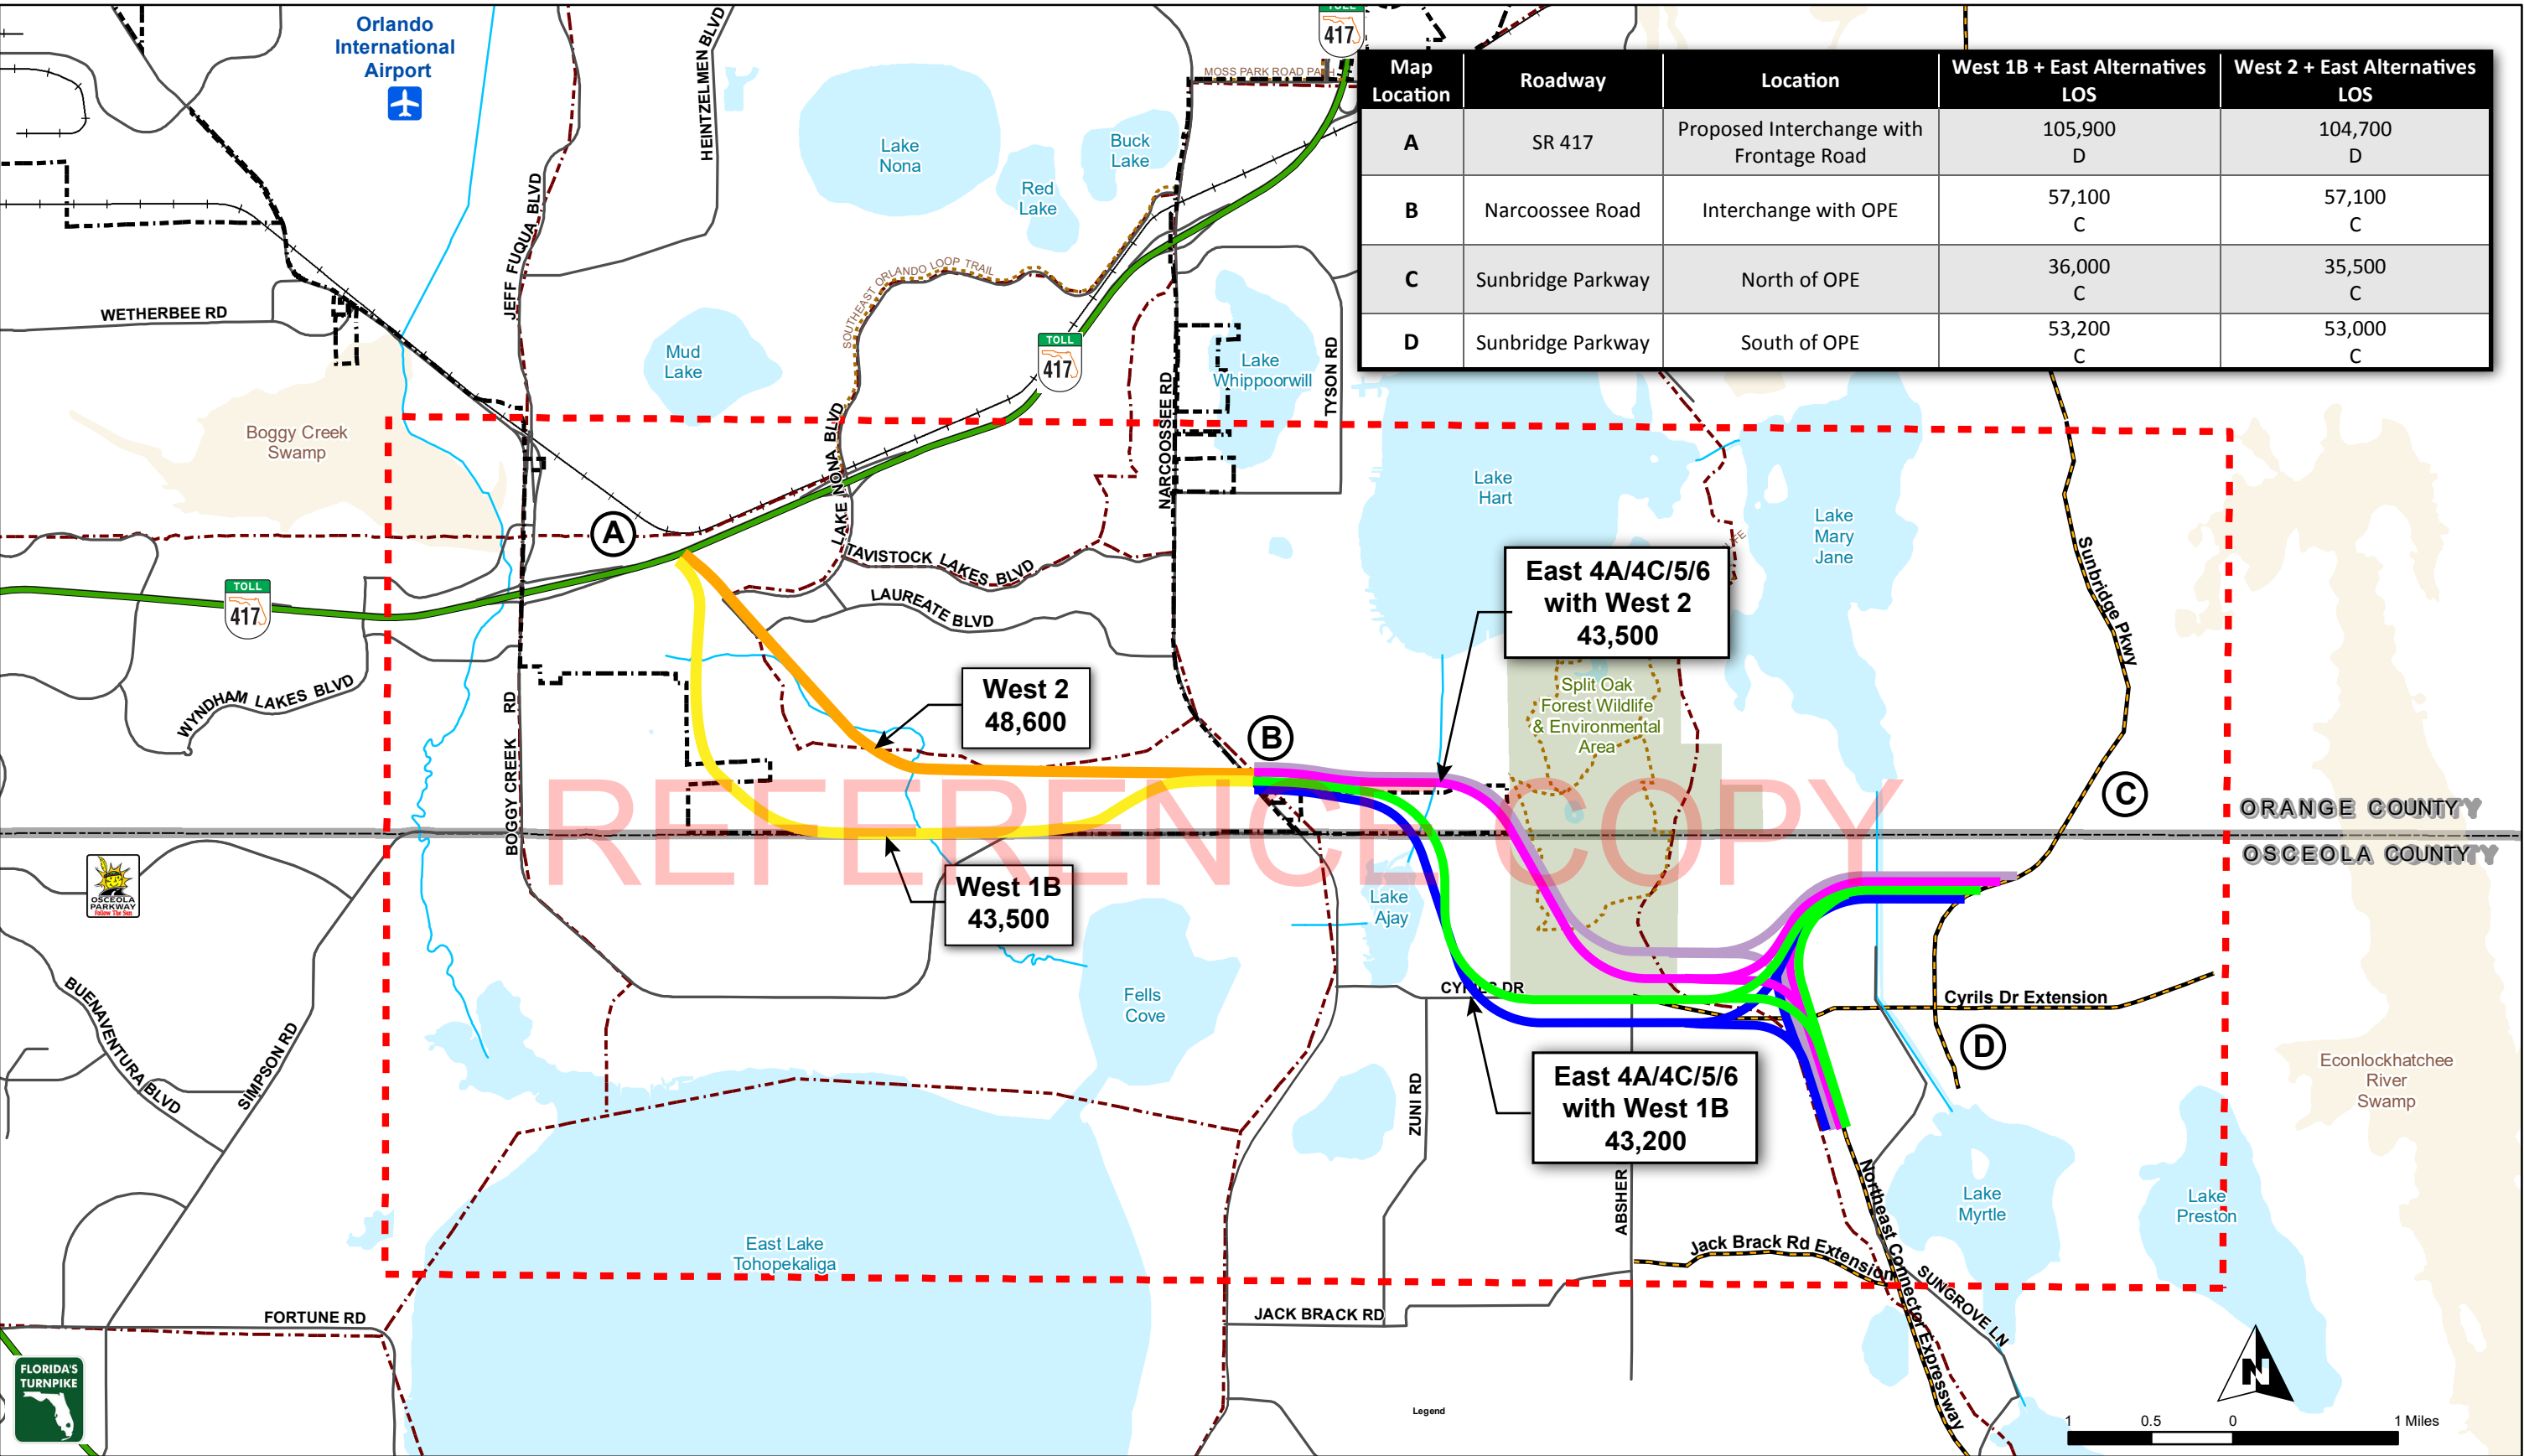 Orlando
International
Airport
HEINTZELMEN BLVD
TOLL
417
MOSS PARK ROAD PATH
Map Location
Roadway
Location
West 1B + East Alternatives LOS
West 2 + East Alternatives LOS
A
SR 417
Proposed Interchange with Frontage Road
105,900
D
104,700
D
B
Narcoossee Road
Interchange with OPE
57,100
C
57,100
C
C
Sunbridge Parkway
North of OPE
36,000
C
35,500
C
D
Sunbridge Parkway
South of OPE
53,200
C
53,000
C
Lake
Nona
Buck
Lake
Red
Lake
JEFF FUQUA BLVD
SOUTHEAST ORLANDO LOOP TRAIL
WETHERBEE RD
Mud
Lake
TOLL
417
Lake
Whippoorwill
TYSON RD
NARCOOSSEE RD
Boggy Creek
Swamp
LAKE NONA BLVD
Lake
Hart
Lake
Mary
Jane
Sunbridge Pkwy
A
TAVISTOCK LAKES BLVD
LAUREATE BLVD
TOLL
417
East 4A/4C/5/6
with West 2
43,500
WYNDHAM LAKES BLVD
BOGGY CREEK RD
West 2
48,600
Split Oak
Forest Wildlife
& Environmental
Area
B
C
REFERENCE COPY
ORANGE COUNTY
OSCEOLA COUNTY
OSCEOLA
PARKWAY
Follow The Sun
West 1B
43,500
Lake
Ajay
CYRILS DR
Cyrils Dr Extension
Fells
Cove
BUENAVENTURA BLVD
SIMPSON RD
D
East 4A/4C/5/6
with West 1B
43,200
ZUNI RD
ABSHER
Econlockhatchee
River
Swamp
Lake
Myrtle
Lake
Preston
East Lake
Tohopekaliga
Jack Brack Rd Extension
Northeast Connector Expressway
SUNGROVE LN
FORTUNE RD
JACK BRACK RD
FLORIDA'S
TURNPIKE
Legend
N
1 0.5 0 1 Miles